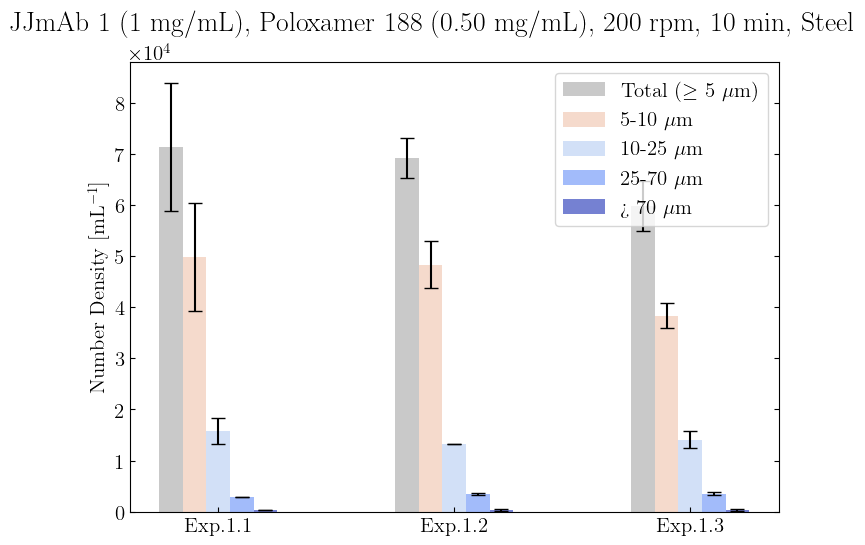 JJmAb 1 (1 mg/mL), Poloxamer 188 (0.50 mg/mL), 200 rpm, 10 min, Steel
×10⁴
Total (≥ 5 μm)
5-10 μm
10-25 μm
25-70 μm
¿ 70 μm
Number Density [mL⁻¹]
8
7
6
5
4
3
2
1
0
Exp.1.1 Exp.1.2 Exp.1.3